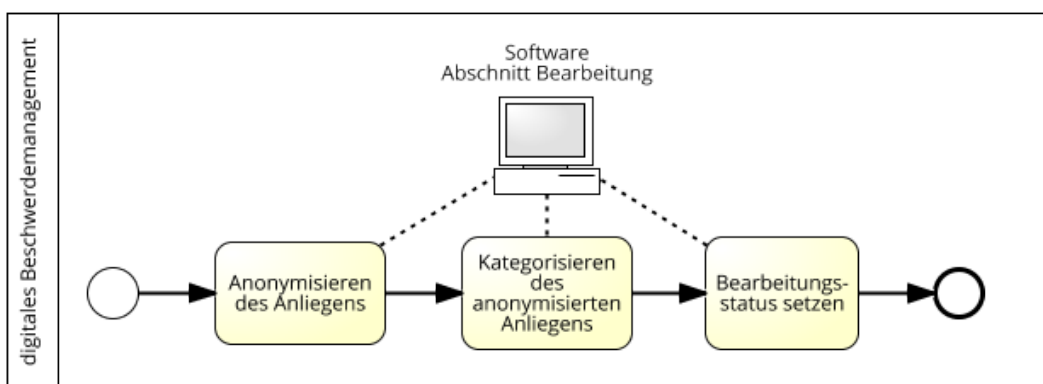 digitales Beschwerdemanagement
Software
Abschnitt Bearbeitung
Anonymisieren
des Anliegens
Kategorisieren
des
anonymisierten
Anliegens
Bearbeitungs-
status setzen